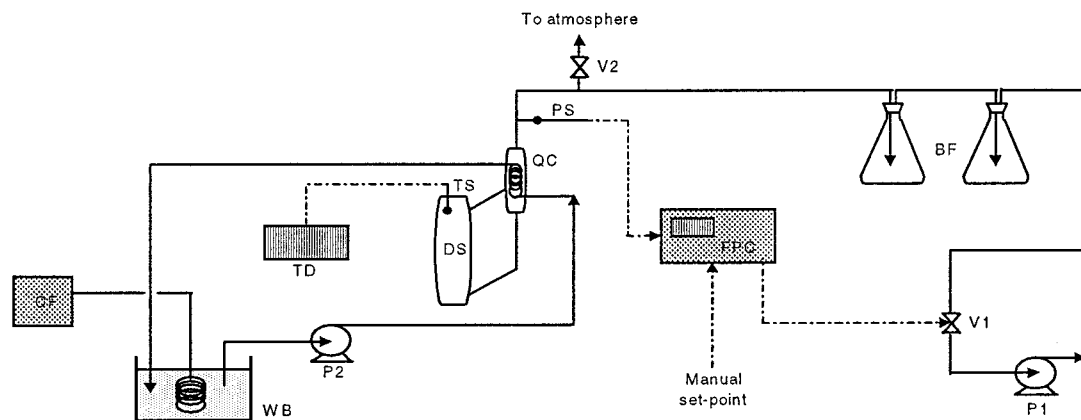 To atmosphere
V2
PS
QC
BF
TS
DS
TD
FPC
CF
V1
P2
P1
Manual
set-point
WB